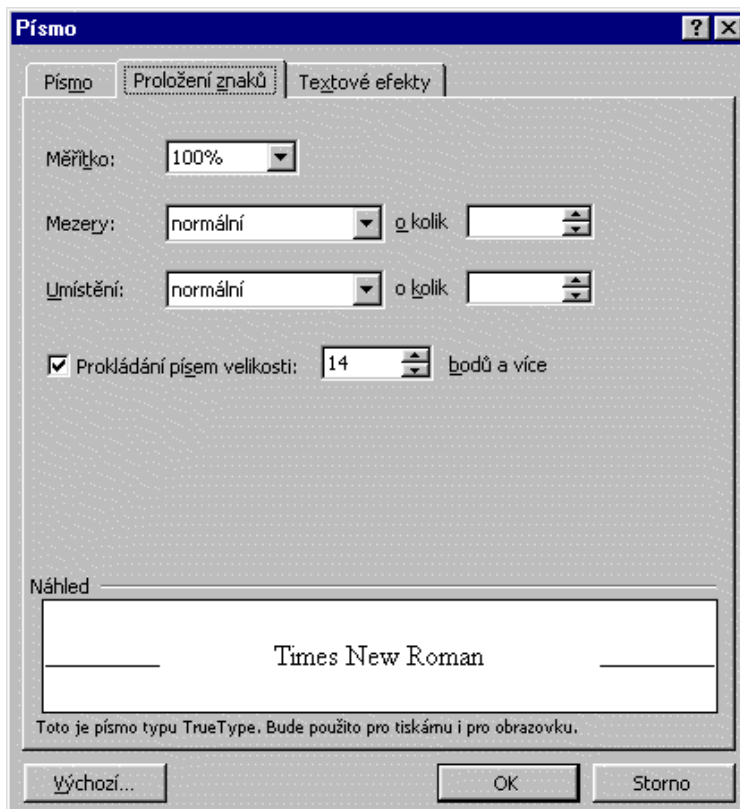 Písmo
Písmo Proložení znaků Textové efekty
Měřítko: 100%
Mezery: normální o kolik
Umístění: normální o kolik
Prokládání písem velikosti: 14 bodů a více
Náhled
Times New Roman
Toto je písmo typu TrueType. Bude použito pro tiskárnu i pro obrazovku.
Výchozí... OK Storno